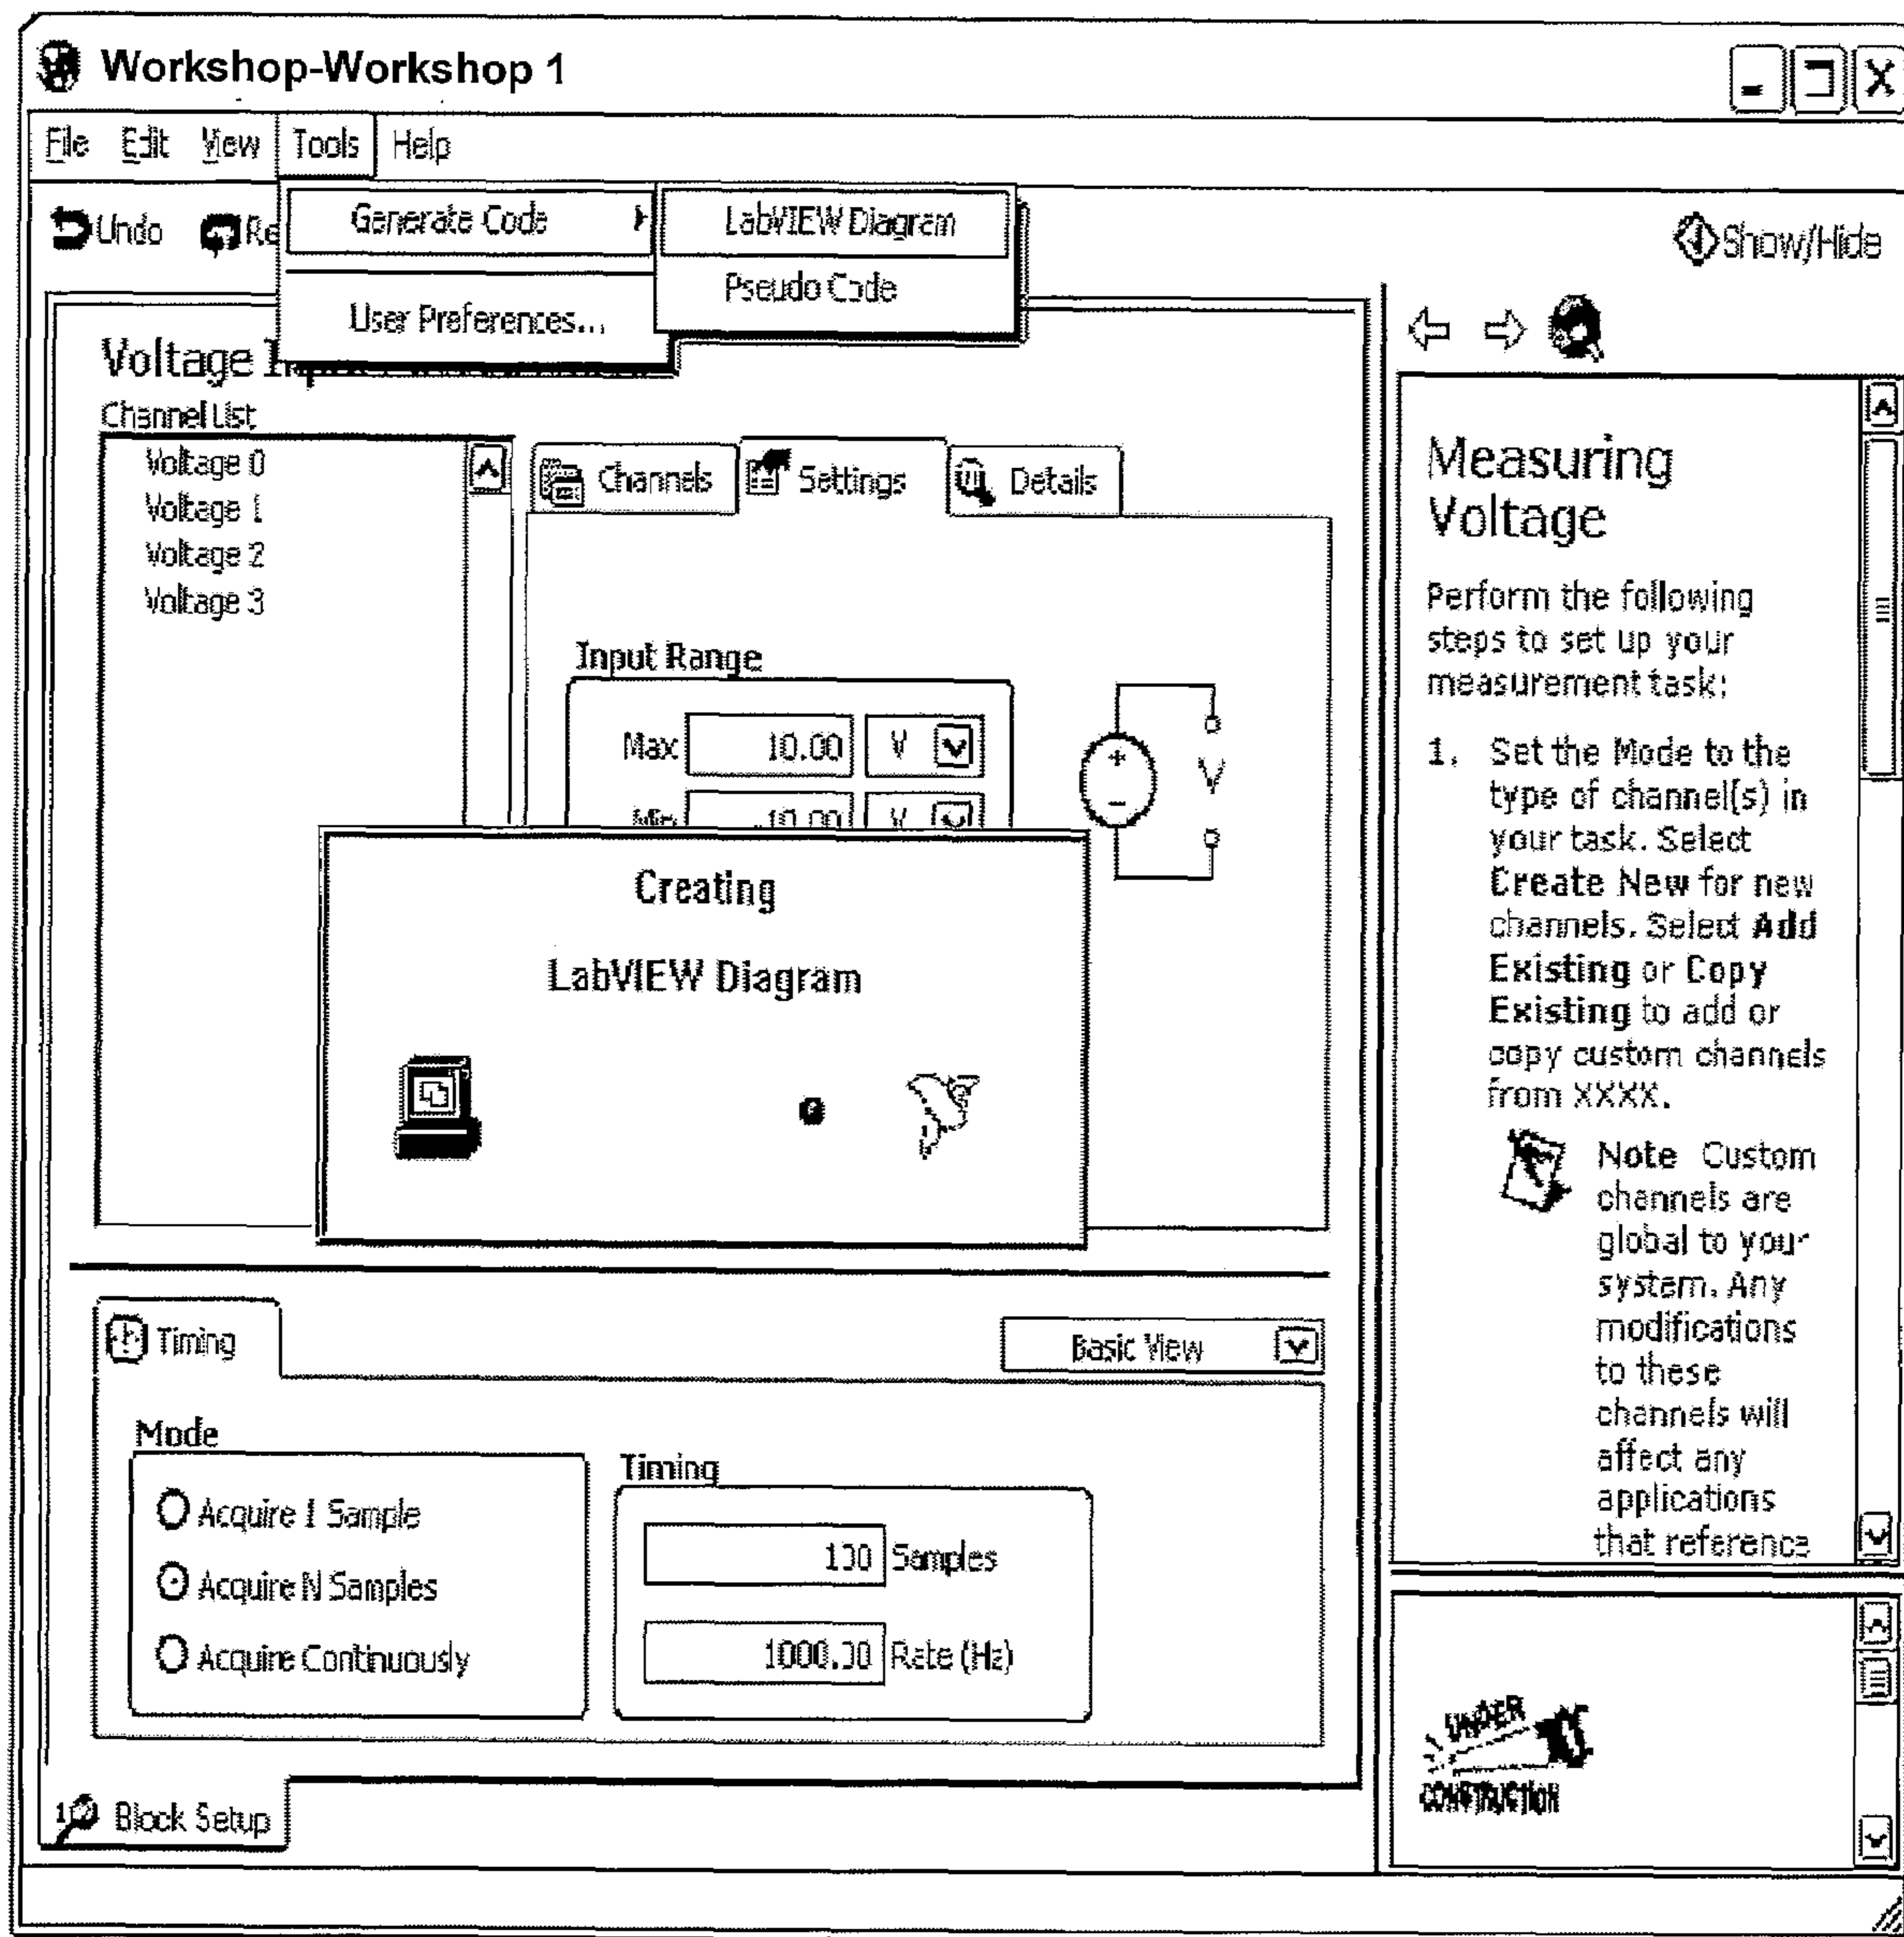 Workshop-Workshop 1
File Edit View Tools Help
Undo Re
Generate Code
User Preferences...
LabVIEW Diagram
Pseudo Code
Show/Hide
Voltage
Channel List
Voltage 0
Voltage 1
Voltage 2
Voltage 3
Channels
Settings
Details
Input Range
Max 10.00 V
Min -10.00 V
+
−
V
Creating
LabVIEW Diagram
Timing
Basic View
Mode
Acquire 1 Sample
Acquire N Samples
Acquire Continuously
Timing
100 Samples
1000.00 Rate (Hz)
Block Setup
Measuring
Voltage
Perform the following
steps to set up your
measurement task:
1. Set the Mode to the
type of channel(s) in
your task. Select
Create New for new
channels. Select Add
Existing or Copy
Existing to add or
copy custom channels
from XXXX.
Note Custom
channels are
global to your
system. Any
modifications
to these
channels will
affect any
applications
that reference
UNDER
CONSTRUCTION